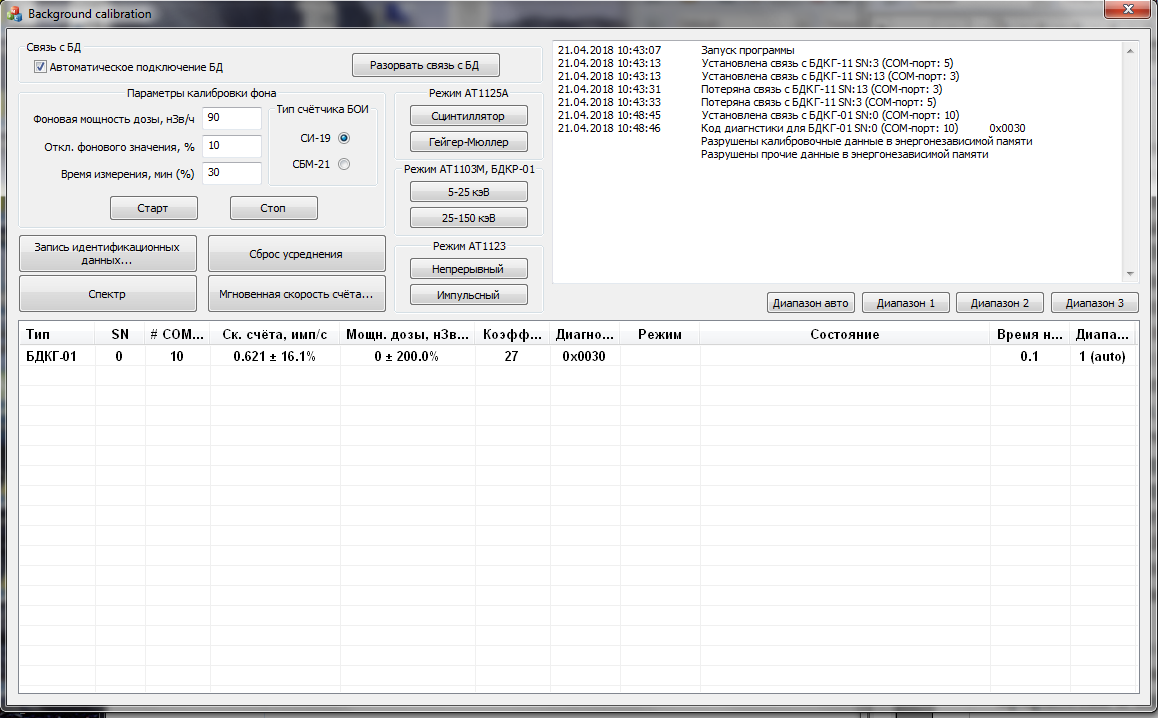 Background calibration
Связь с БД
Автоматическое подключение БД
Разорвать связь с БД
Параметры калибровки фона
Фоновая мощность дозы, нЗв/ч
90
Откл. фонового значения, %
10
Время измерения, мин (%)
30
Тип счётчика БОИ
СИ-19
СБМ-21
Старт
Стоп
Режим АТ1125А
Сцинтиллятор
Гейгер-Мюллер
Режим АТ1103М, БДКР-01
5-25 кэВ
25-150 кэВ
Режим АТ1123
Непрерывный
Импульсный
Запись идентификационных
данных...
Сброс усреднения
Спектр
Мгновенная скорость счёта...
21.04.2018 10:43:07 Запуск программы
21.04.2018 10:43:13 Установлена связь с БДКГ-11 SN:3 (COM-порт: 5)
21.04.2018 10:43:13 Установлена связь с БДКГ-11 SN:13 (COM-порт: 3)
21.04.2018 10:43:31 Потеряна связь с БДКГ-11 SN:13 (COM-порт: 3)
21.04.2018 10:43:33 Потеряна связь с БДКГ-11 SN:3 (COM-порт: 5)
21.04.2018 10:48:45 Установлена связь с БДКГ-01 SN:0 (COM-порт: 10)
21.04.2018 10:48:46 Код диагнстики для БДКГ-01 SN:0 (COM-порт: 10) 0x0030
Разрушены калибровочные данные в энергонезависимой памяти
Разрушены прочие данные в энергонезависимой памяти
Диапазон авто
Диапазон 1
Диапазон 2
Диапазон 3
Тип SN # COM... Ск. счёта, имп/с Мощн. дозы, нЗв... Коэфф... Диагно... Режим Состояние Время н... Диапа...
БДКГ-01 0 10 0.621 ± 16.1% 0 ± 200.0% 27 0x0030 0.1 1 (auto)